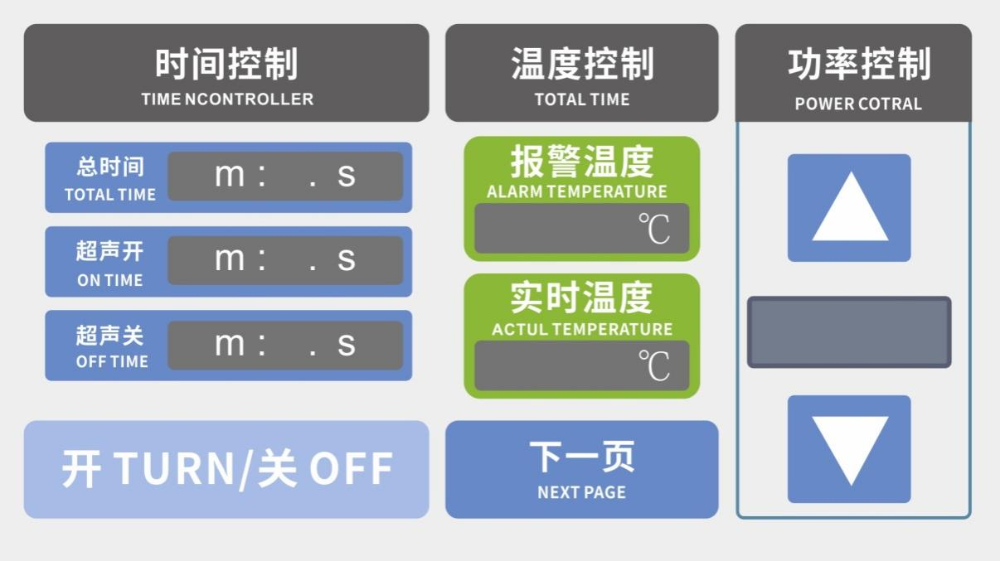 时间控制
TIME NCONTROLLER
总时间
TOTAL TIME
m : . s
超声开
ON TIME
m : . s
超声关
OFF TIME
m : . s
开 TURN/关 OFF
温度控制
TOTAL TIME
报警温度
ALARM TEMPERATURE
℃
实时温度
ACTUL TEMPERATURE
℃
下一页
NEXT PAGE
功率控制
POWER COTRAL